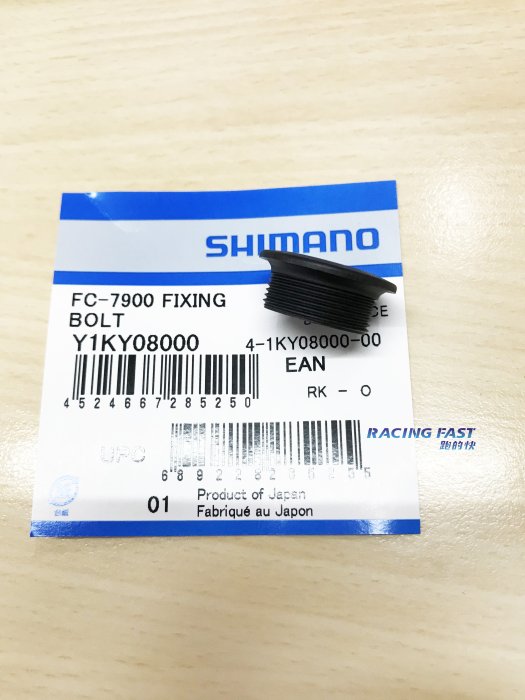 SHIMANO
FC-7900 FIXING
BOLT
Y1KY08000
4-1KY08000-00
EAN
4524667285250
RK - O
RACING FAST
跑的快
UPC
01
Product of Japan
Fabriqué au Japon